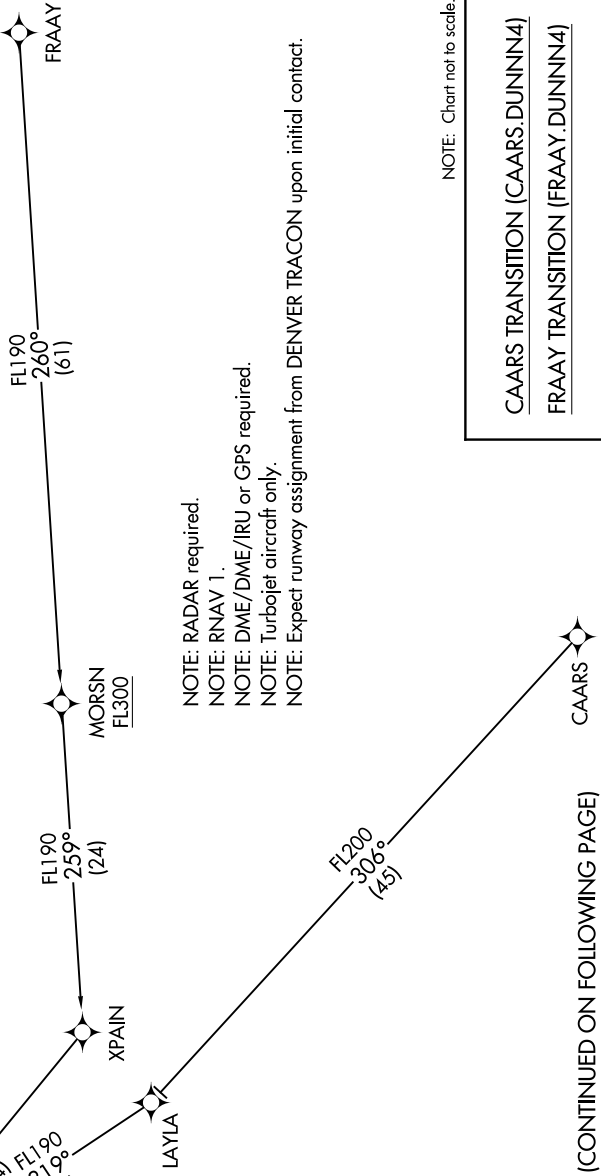 FRAAY
FL190
260°
(61)
MORSN
FL300
FL190
259°
(24)
XPAIN
FL190
LAYLA
FL200
306°
(45)
CAARS
NOTE: RADAR required.
NOTE: RNAV 1.
NOTE: DME/DME/IRU or GPS required.
NOTE: Turbojet aircraft only.
NOTE: Expect runway assignment from DENVER TRACON upon initial contact.
NOTE: Chart not to scale.
CAARS TRANSITION (CAARS.DUNNN4)
FRAAY TRANSITION (FRAAY.DUNNN4)
(CONTINUED ON FOLLOWING PAGE)